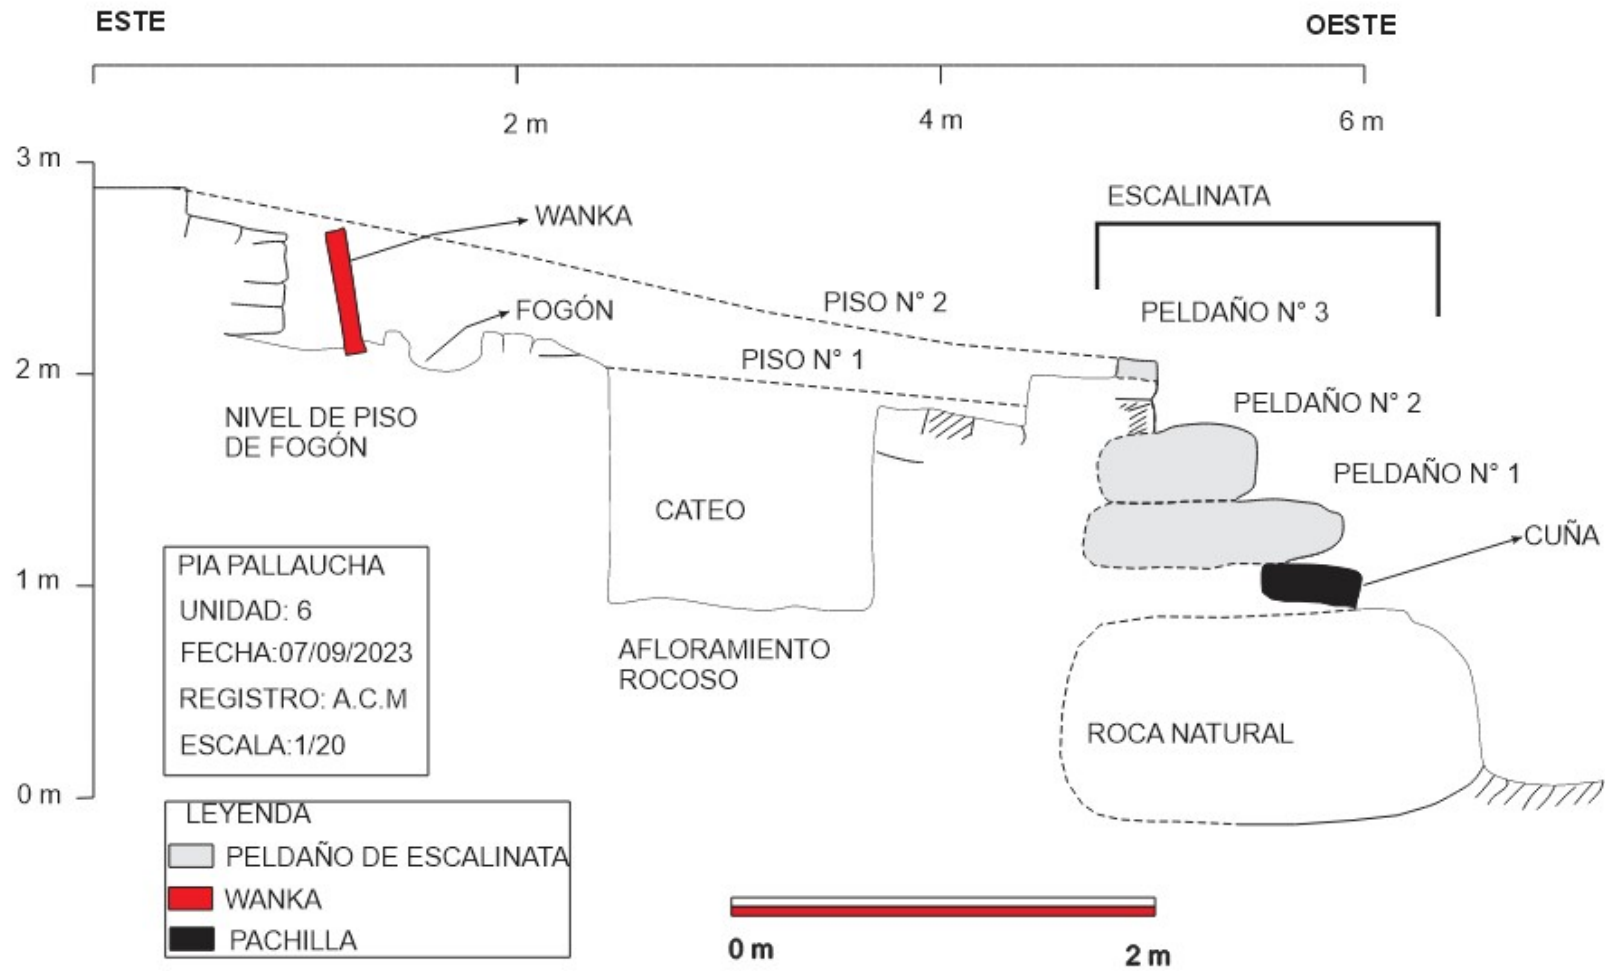 ESTE
OESTE
2 m
4 m
6 m
3 m
ESCALINATA
WANKA
PISO N° 2
FOGÓN
PELDAÑO N° 3
PISO N° 1
2 m
PELDAÑO N° 2
NIVEL DE PISO
DE FOGÓN
PELDAÑO N° 1
CATEO
CUÑA
1 m
PIA PALLAUCHA
UNIDAD: 6
FECHA:07/09/2023
REGISTRO: A.C.M
ESCALA:1/20
AFLORAMIENTO
ROCOSO
ROCA NATURAL
0 m
LEYENDA
PELDAÑO DE ESCALINATA
WANKA
PACHILLA
0 m
2 m